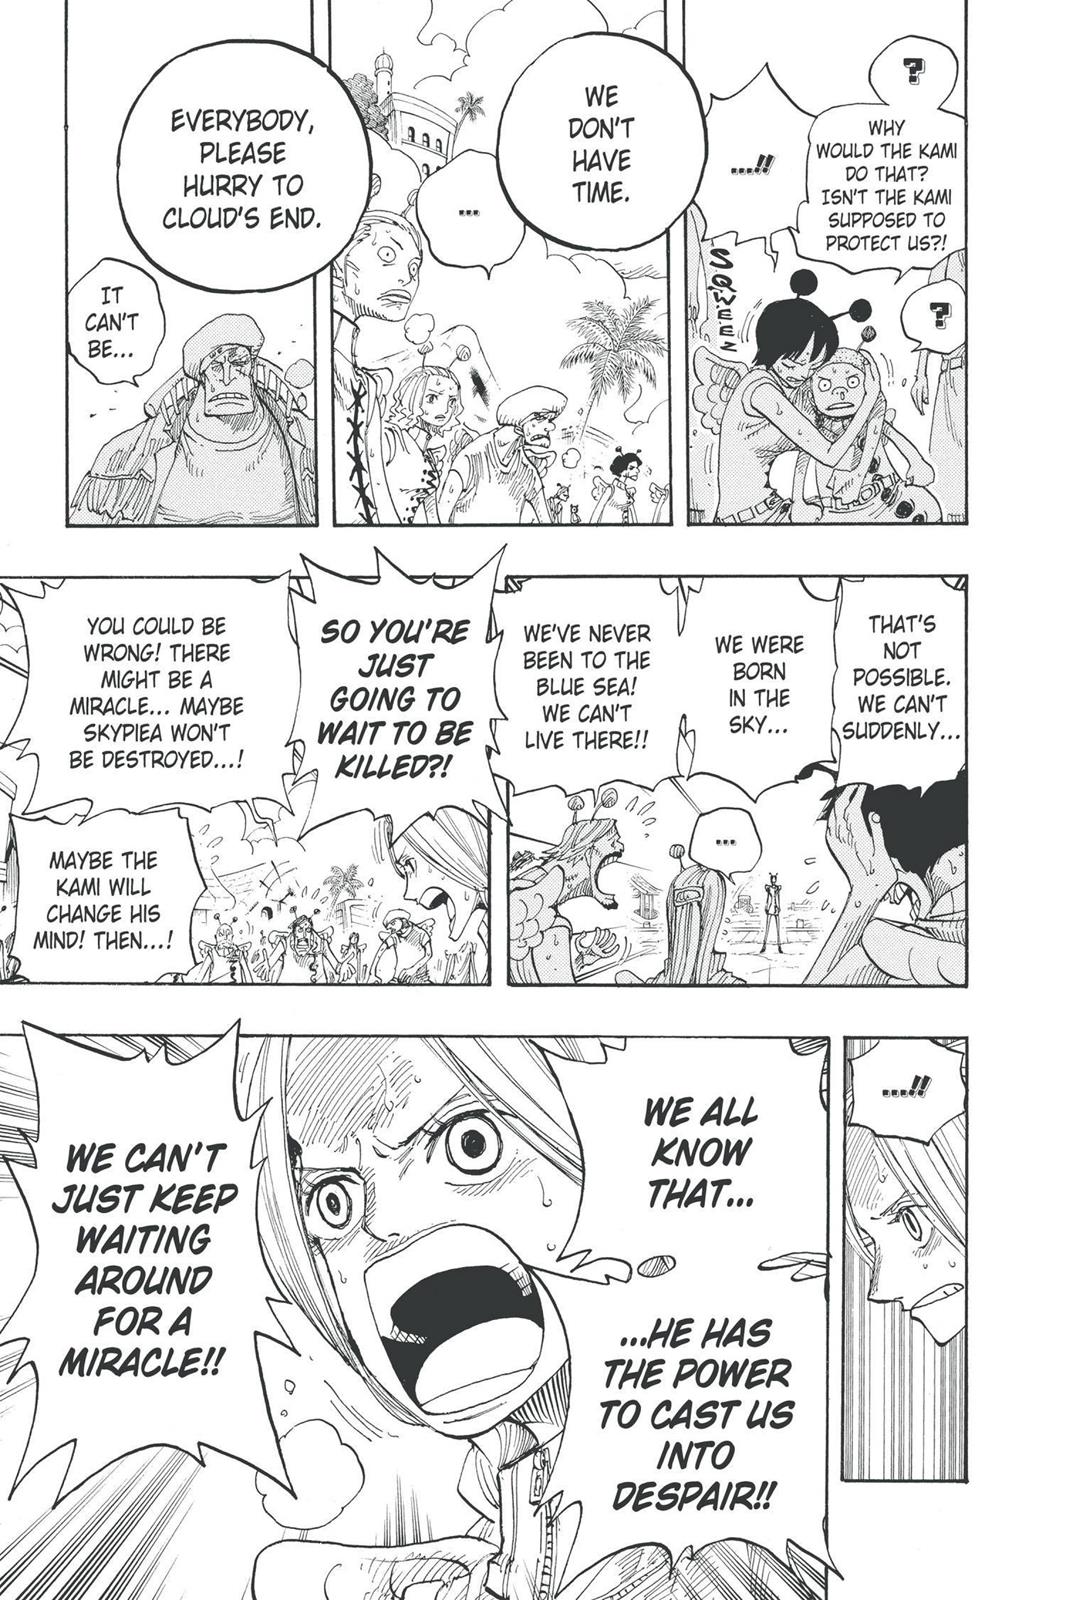 ?
WHY
WOULD THE KAMI
DO THAT?
ISN'T THE KAMI
SUPPOSED TO
PROTECT US?!
....!!
?
SQWEEZ
WE
DON'T
HAVE
TIME.
...
EVERYBODY,
PLEASE
HURRY TO
CLOUD'S END.
IT
CAN'T
BE...
THAT'S
NOT
POSSIBLE.
WE CAN'T
SUDDENLY...
WE WERE
BORN
IN THE
SKY...
WE'VE NEVER
BEEN TO THE
BLUE SEA!
WE CAN'T
LIVE THERE!!
...
SO YOU'RE
JUST
GOING TO
WAIT TO BE
KILLED?!
YOU COULD BE
WRONG! THERE
MIGHT BE A
MIRACLE... MAYBE
SKYPIEA WON'T
BE DESTROYED...!
MAYBE THE
KAMI WILL
CHANGE HIS
MIND! THEN...!
....!!
WE ALL
KNOW
THAT...
...HE HAS
THE POWER
TO CAST US
INTO
DESPAIR!!
WE CAN'T
JUST KEEP
WAITING
AROUND
FOR A
MIRACLE!!